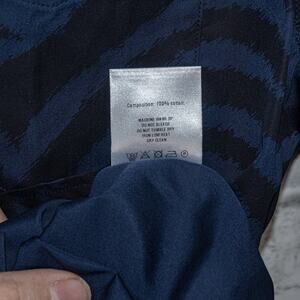 Composition: 100% cotton
MACHINE WASH 30°
DO NOT BLEACH
DO NOT TUMBLE DRY
IRON LOW HEAT
DRY CLEAN